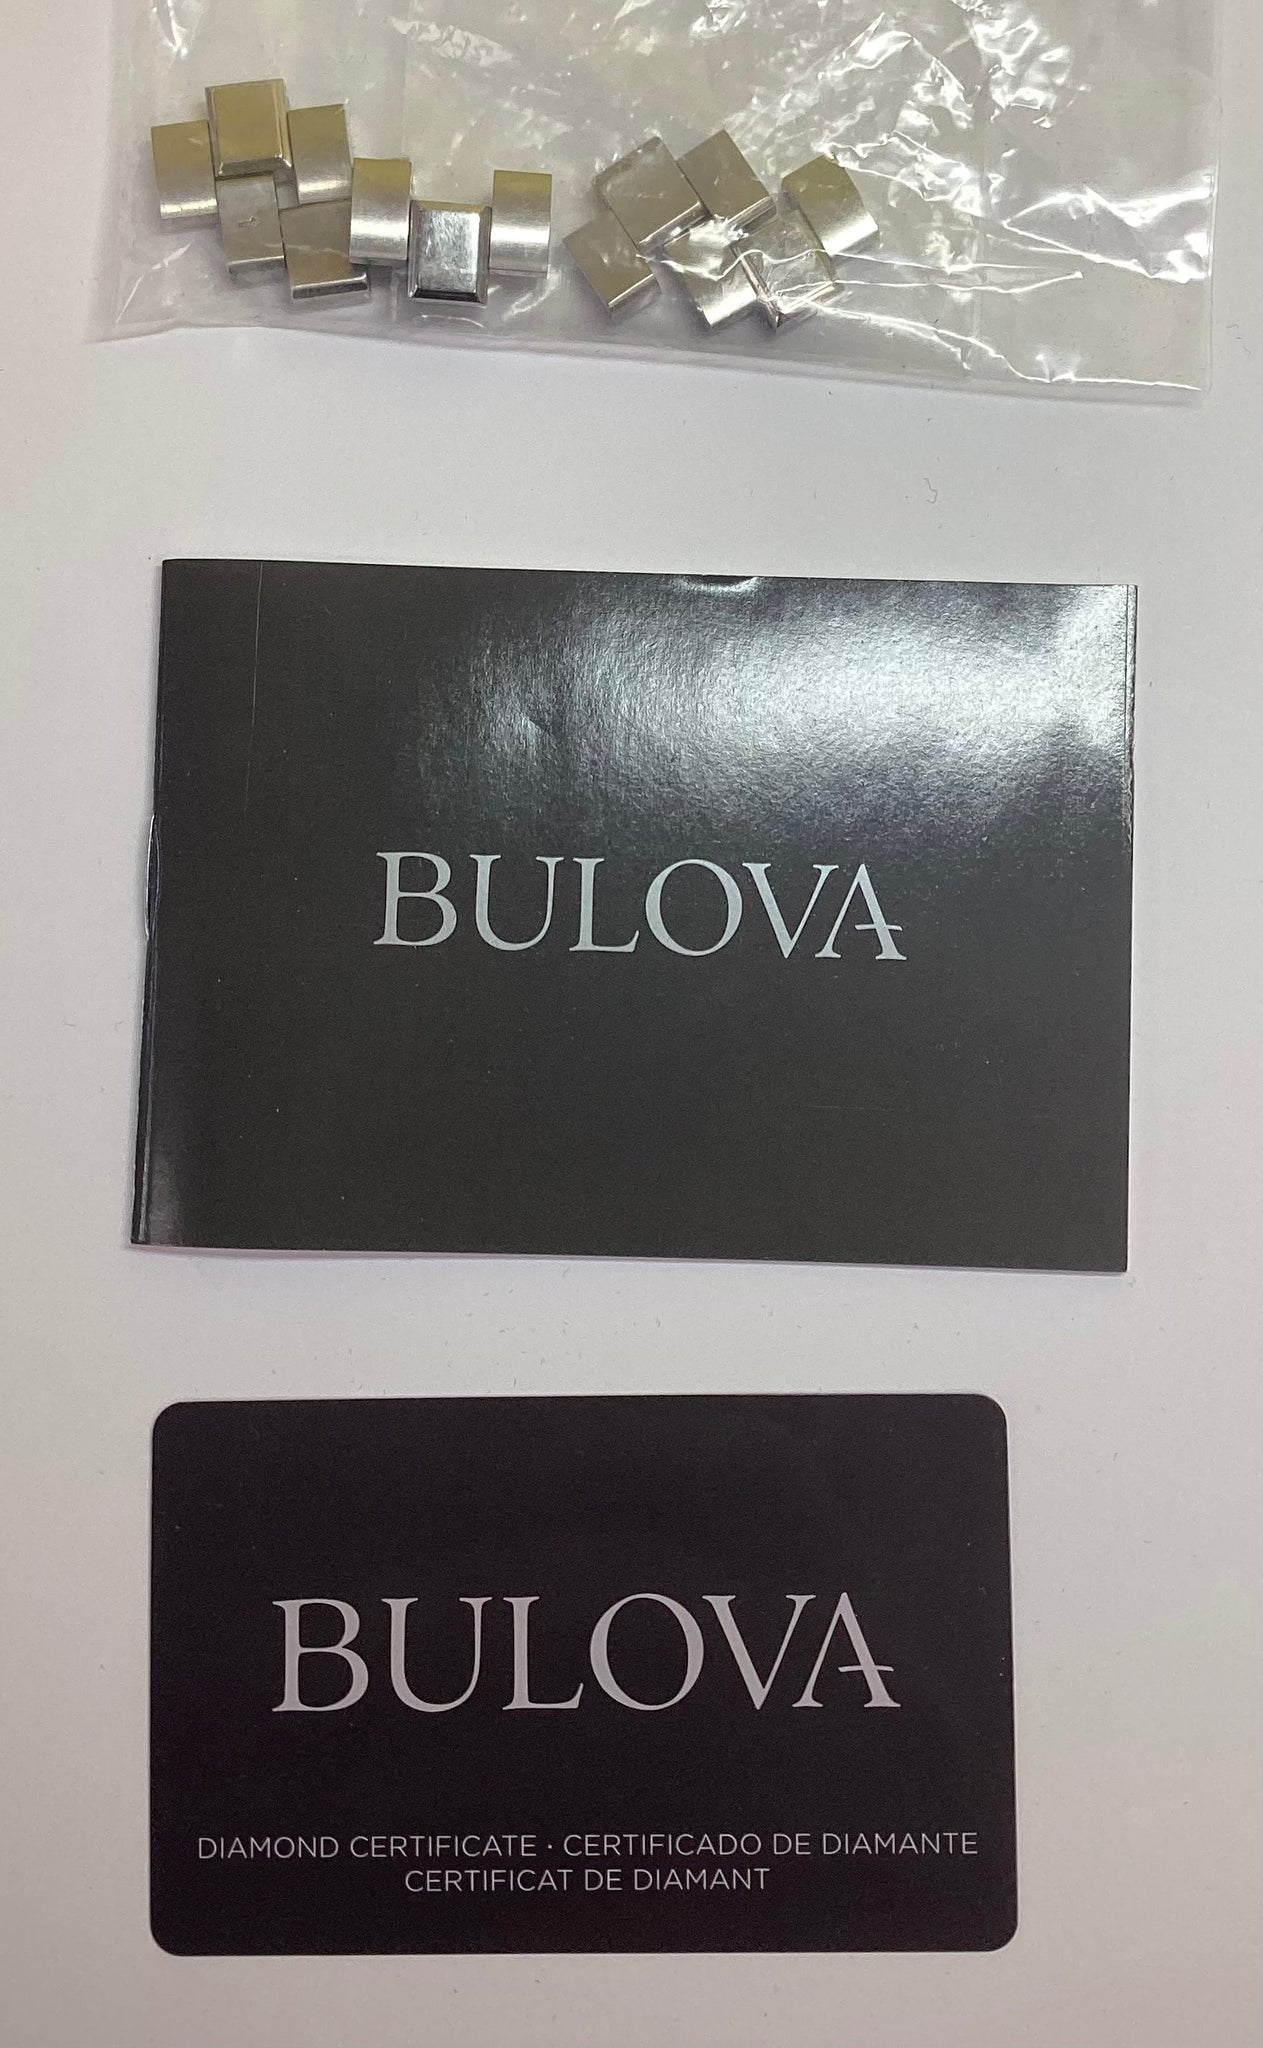 BULOVA
BULOVA
DIAMOND CERTIFICATE · CERTIFICADO DE DIAMANTE
CERTIFICAT DE DIAMANT